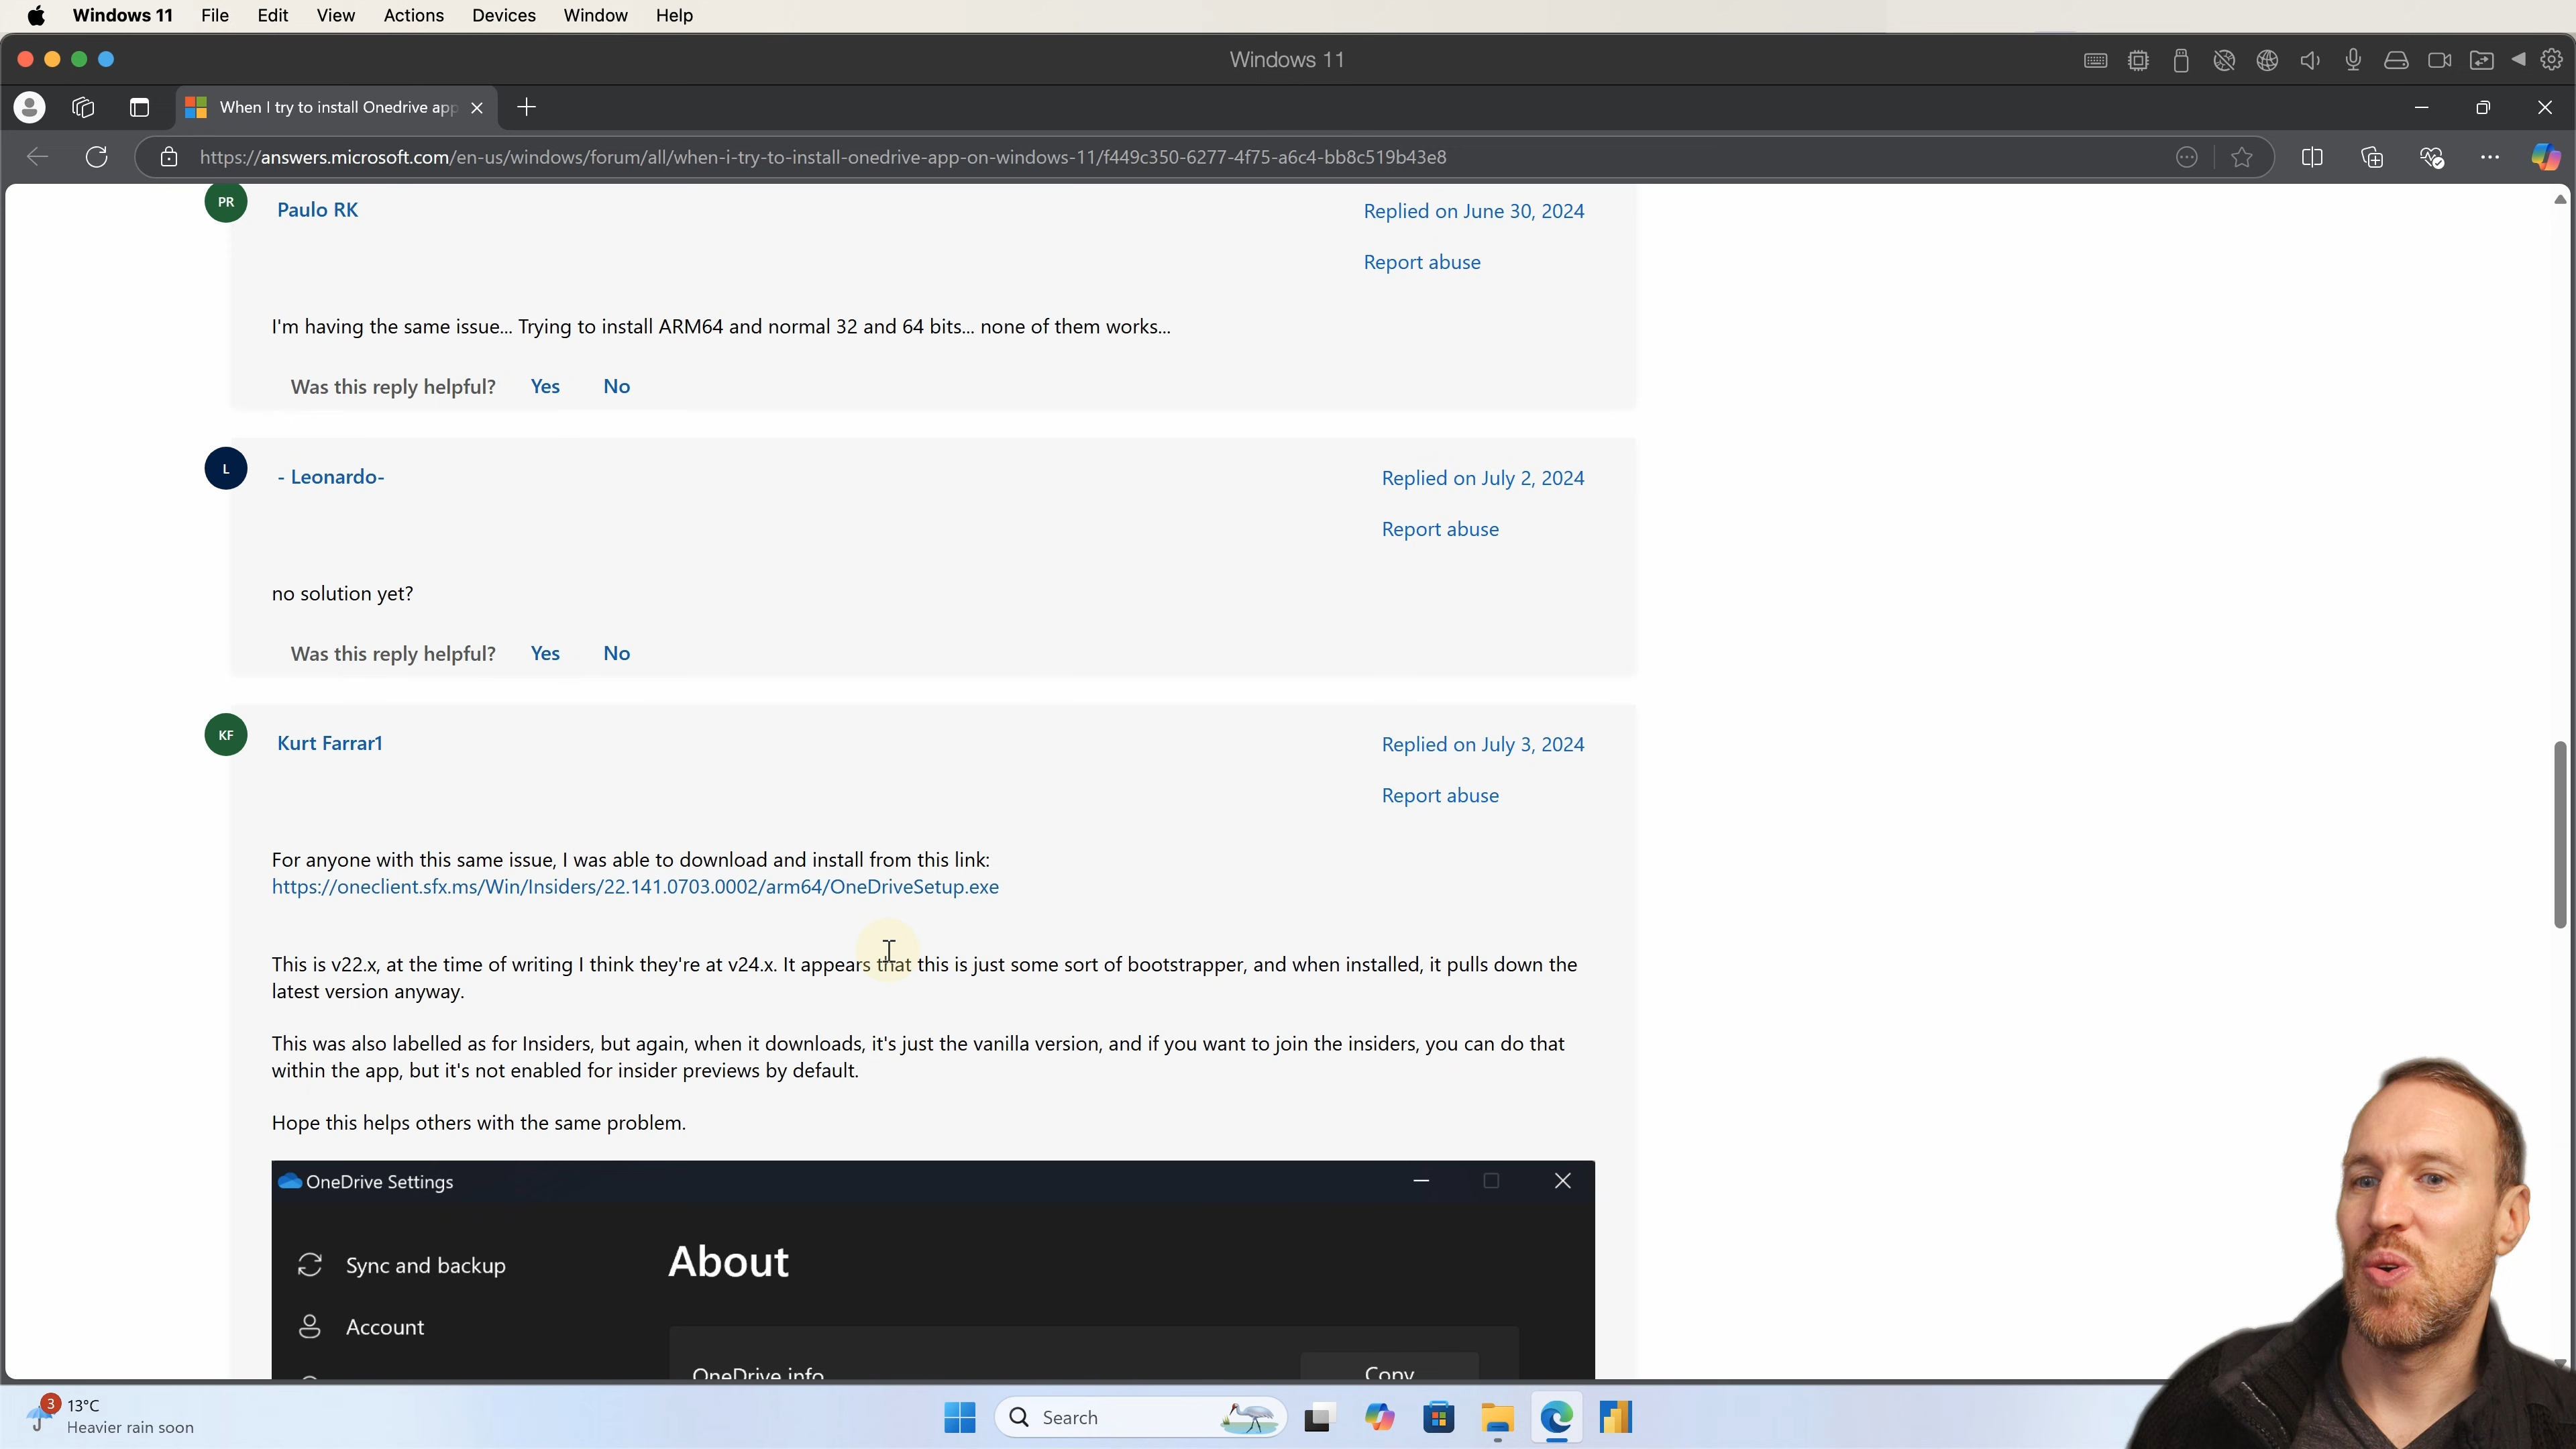 Windows 11 File Edit View Actions Devices Window Help
Windows 11
When I try to install Onedrive app
https://answers.microsoft.com/en-us/windows/forum/all/when-i-try-to-install-onedrive-app-on-windows-11/f449c350-6277-4f75-a6c4-bb8c519b43e8
PR Paulo RK Replied on June 30, 2024
Report abuse
I'm having the same issue... Trying to install ARM64 and normal 32 and 64 bits... none of them works...
Was this reply helpful? Yes No
L - Leonardo- Replied on July 2, 2024
Report abuse
no solution yet?
Was this reply helpful? Yes No
KF Kurt Farrar1 Replied on July 3, 2024
Report abuse
For anyone with this same issue, I was able to download and install from this link:
https://oneclient.sfx.ms/Win/Insiders/22.141.0703.0002/arm64/OneDriveSetup.exe
This is v22.x, at the time of writing I think they're at v24.x. It appears that this is just some sort of bootstrapper, and when installed, it pulls down the
latest version anyway.
This was also labelled as for Insiders, but again, when it downloads, it's just the vanilla version, and if you want to join the insiders, you can do that
within the app, but it's not enabled for insider previews by default.
Hope this helps others with the same problem.
OneDrive Settings
Sync and backup
About
Account
OneDrive info Copy
3 13°C
Heavier rain soon
Search